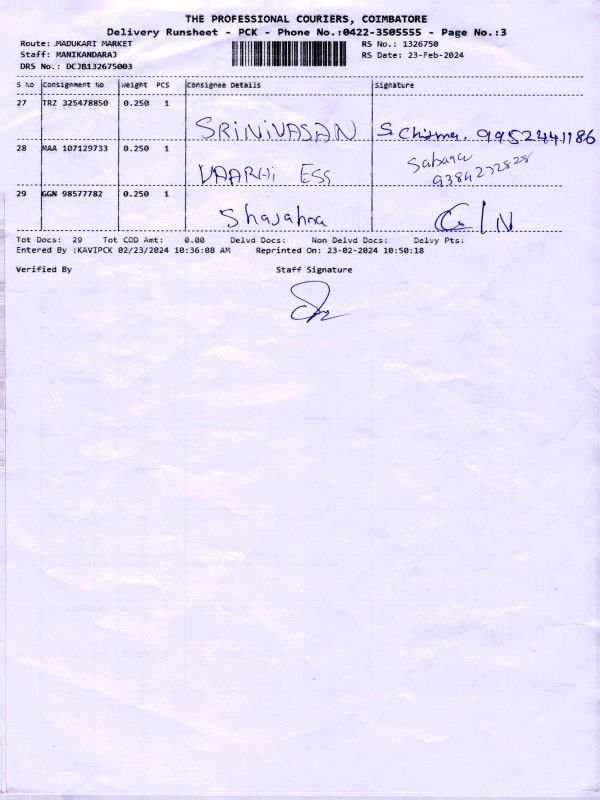 THE PROFESSIONAL COURIERS, COIMBATORE
Delivery Runsheet - PCK - Phone No.:0422-3505555 - Page No.:3
Route: MADUKARI MARKET RS No.: 1326750
Staff: MANIKANDARAJ RS Date: 23-Feb-2024
DRS No.: DCJB132675003
S No Consignment No Weight PCS Consignee Details Signature
27 TRZ 325478850 0.250 1
SRINIVASAN 9952441186
28 MAA 107129733 0.250 1
VAARHI ESS Sabana
9384272828
29 GGN 98577782 0.250 1
Shajahna
Tot Docs: 29 Tot COD Amt: 0.00 Delvd Docs: Non Delvd Docs: Delvy Pts:
Entered By :KAVIPCK 02/23/2024 10:36:08 AM Reprinted On: 23-02-2024 10:50:18
Verified By Staff Signature